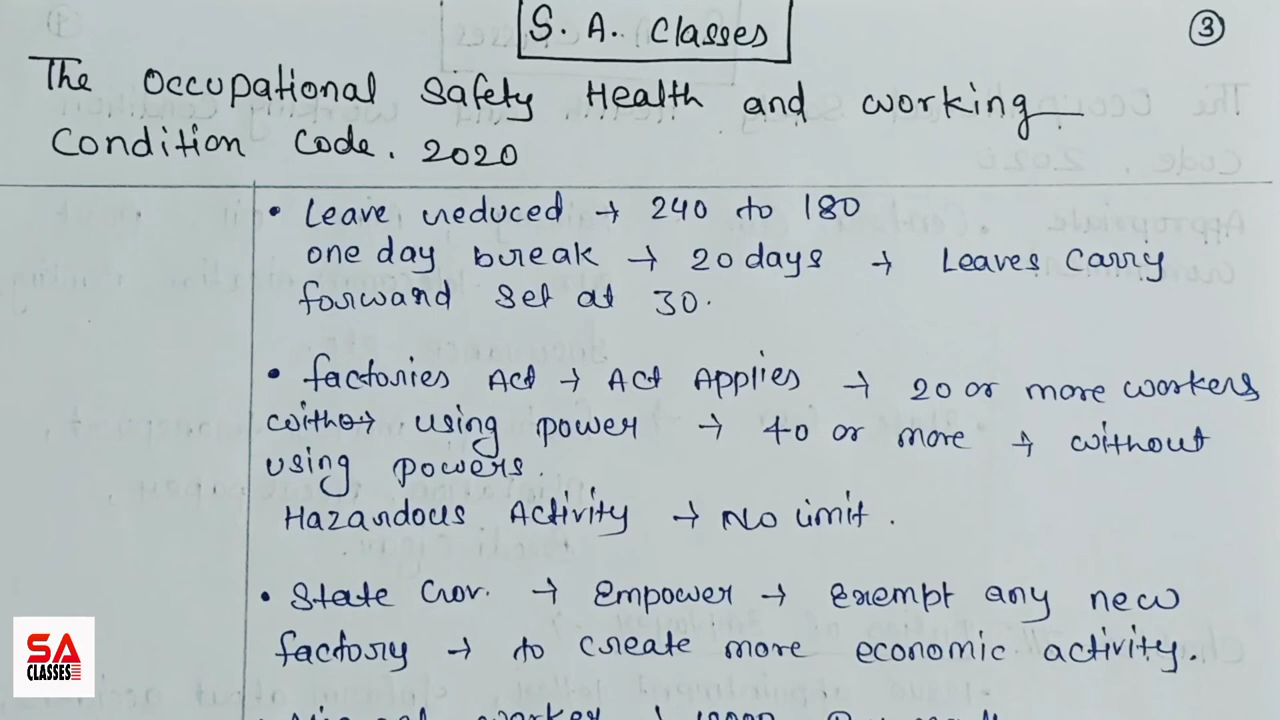 S. A. Classes
3
The Occupational Safety Health and working
Condition Code. 2020
• Leave reduced → 240 to 180
one day break → 20 days → Leaves Carry
forward set at 30.
• factories Act → Act Applies → 20 or more workers
with → using power → 40 or more → without
using powers.
Hazardous Activity → No limit.
• State Gov. → Empower → exempt any new
factory → to create more economic activity.
SA
CLASSES
worker